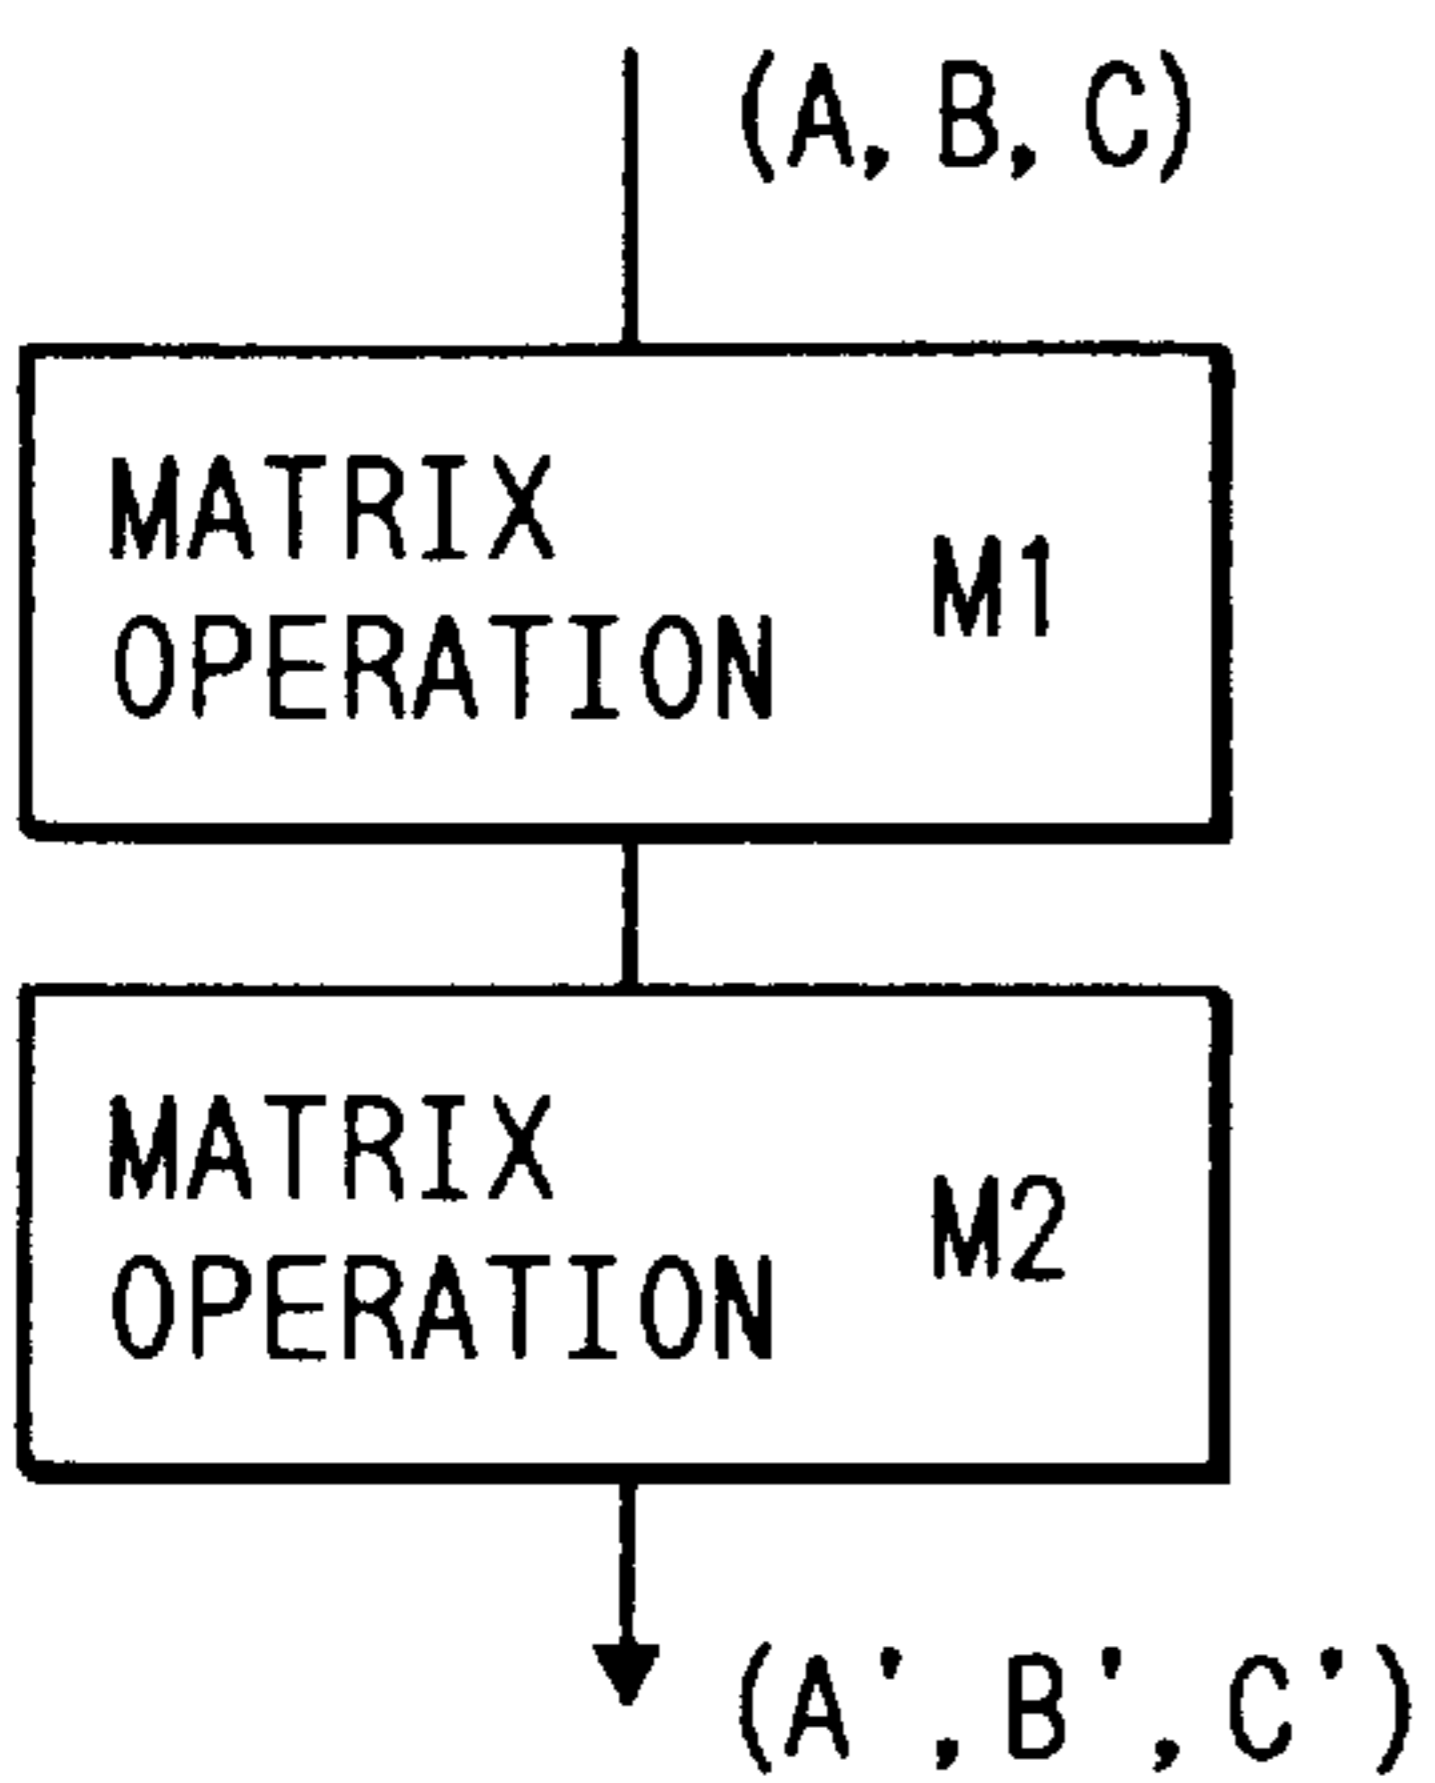 (A, B, C)
MATRIX
OPERATION M1
MATRIX
OPERATION M2
(A', B', C')